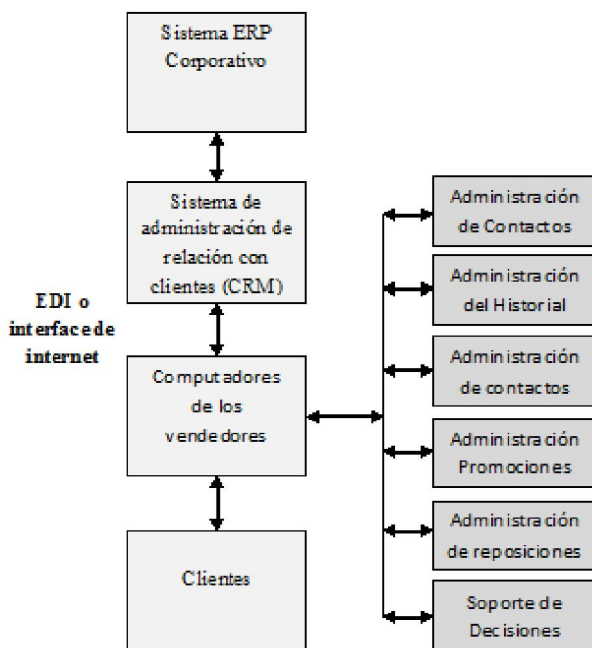 Sistema ERP
Corporativo
Sistema de
administración de
relación con
clientes (CRM)
EDI o
interface de
internet
Computadores
de los
vendedores
Clientes
Administración
de Contactos
Administración
del Historial
Administración
de contactos
Administración
Promociones
Administración
de reposiciones
Soporte de
Decisiones